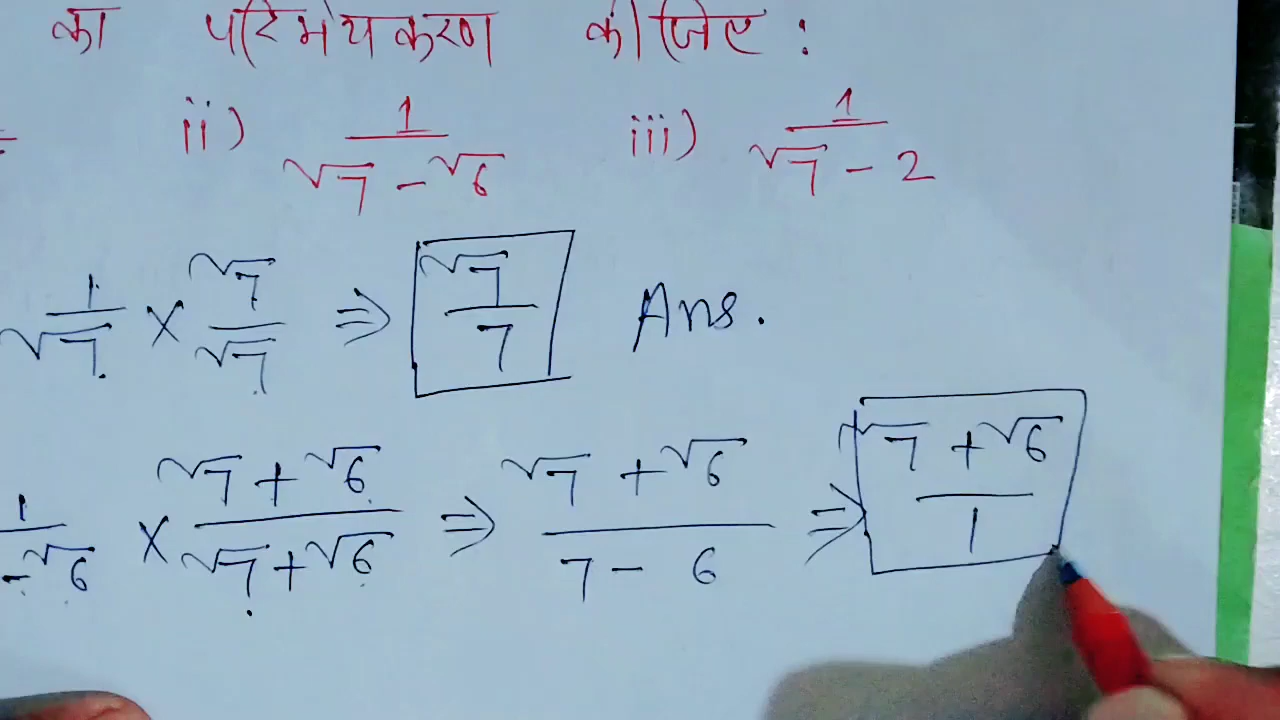 का परिमेयकरण कीजिए :
ii) 1/(√7 - √6) iii) 1/(√7 - 2)
1/√7 × √7/√7 ⇒ √7/7 Ans.
1/(-√6) × (√7 + √6)/(√7 + √6) ⇒ (√7 + √6)/(7 - 6) ⇒ (√7 + √6)/1